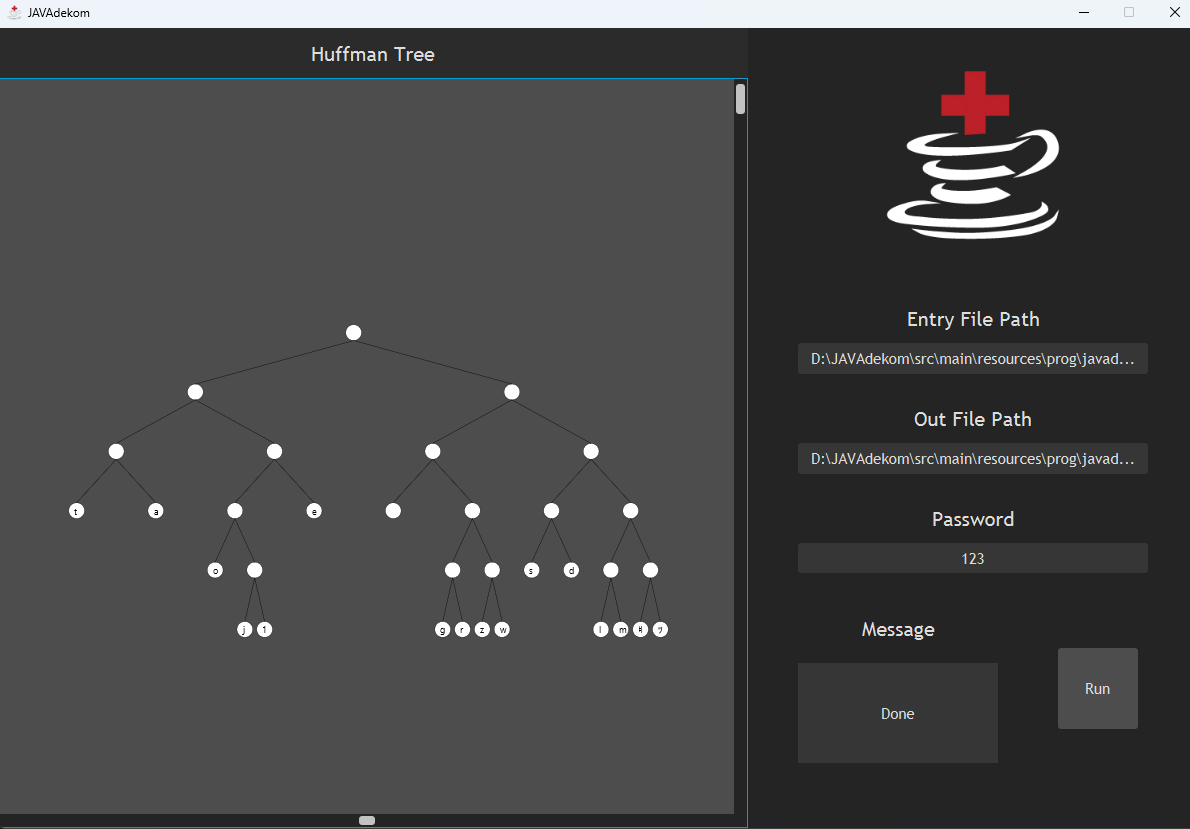 JAVAdekom
Huffman Tree
t
a
e
o
s
d
j
1
g
r
z
w
l
m
Entry File Path
D:\JAVAdekom\src\main\resources\prog\javad...
Out File Path
D:\JAVAdekom\src\main\resources\prog\javad...
Password
123
Message
Done
Run